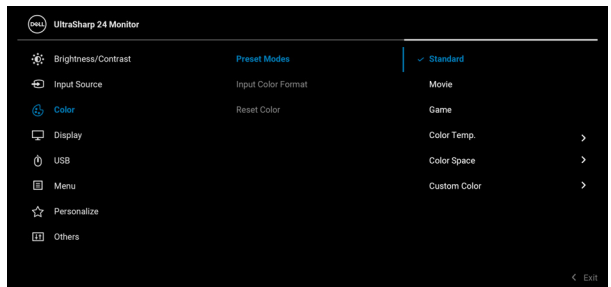 DELL UltraSharp 24 Monitor
Brightness/Contrast Preset Modes Standard
Input Source Input Color Format Movie
Color Reset Color Game
Display Color Temp.
USB Color Space
Menu Custom Color
Personalize
Others
Exit